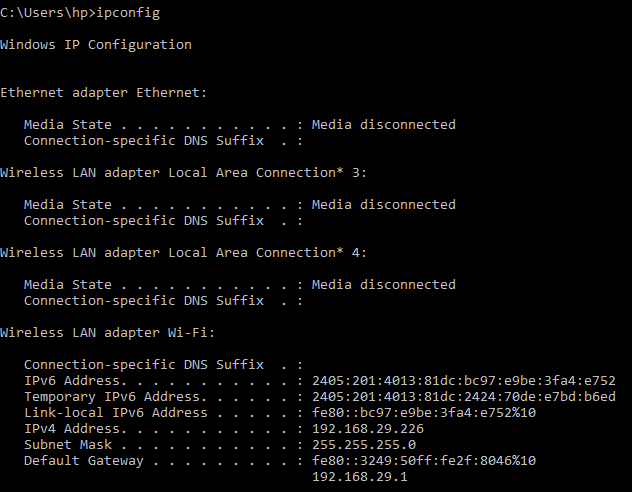 C:\Users\hp>ipconfig
Windows IP Configuration
Ethernet adapter Ethernet:
Media State . . . . . . . . . . . : Media disconnected
Connection-specific DNS Suffix  . :
Wireless LAN adapter Local Area Connection* 3:
Media State . . . . . . . . . . . : Media disconnected
Connection-specific DNS Suffix  . :
Wireless LAN adapter Local Area Connection* 4:
Media State . . . . . . . . . . . : Media disconnected
Connection-specific DNS Suffix  . :
Wireless LAN adapter Wi-Fi:
Connection-specific DNS Suffix  . :
IPv6 Address. . . . . . . . . . . : 2405:201:4013:81dc:bc97:e9be:3fa4:e752
Temporary IPv6 Address. . . . . . : 2405:201:4013:81dc:2424:70de:e7bd:b6ed
Link-local IPv6 Address . . . . . : fe80::bc97:e9be:3fa4:e752%10
IPv4 Address. . . . . . . . . . . : 192.168.29.226
Subnet Mask . . . . . . . . . . . : 255.255.255.0
Default Gateway . . . . . . . . . : fe80::3249:50ff:fe2f:8046%10
192.168.29.1